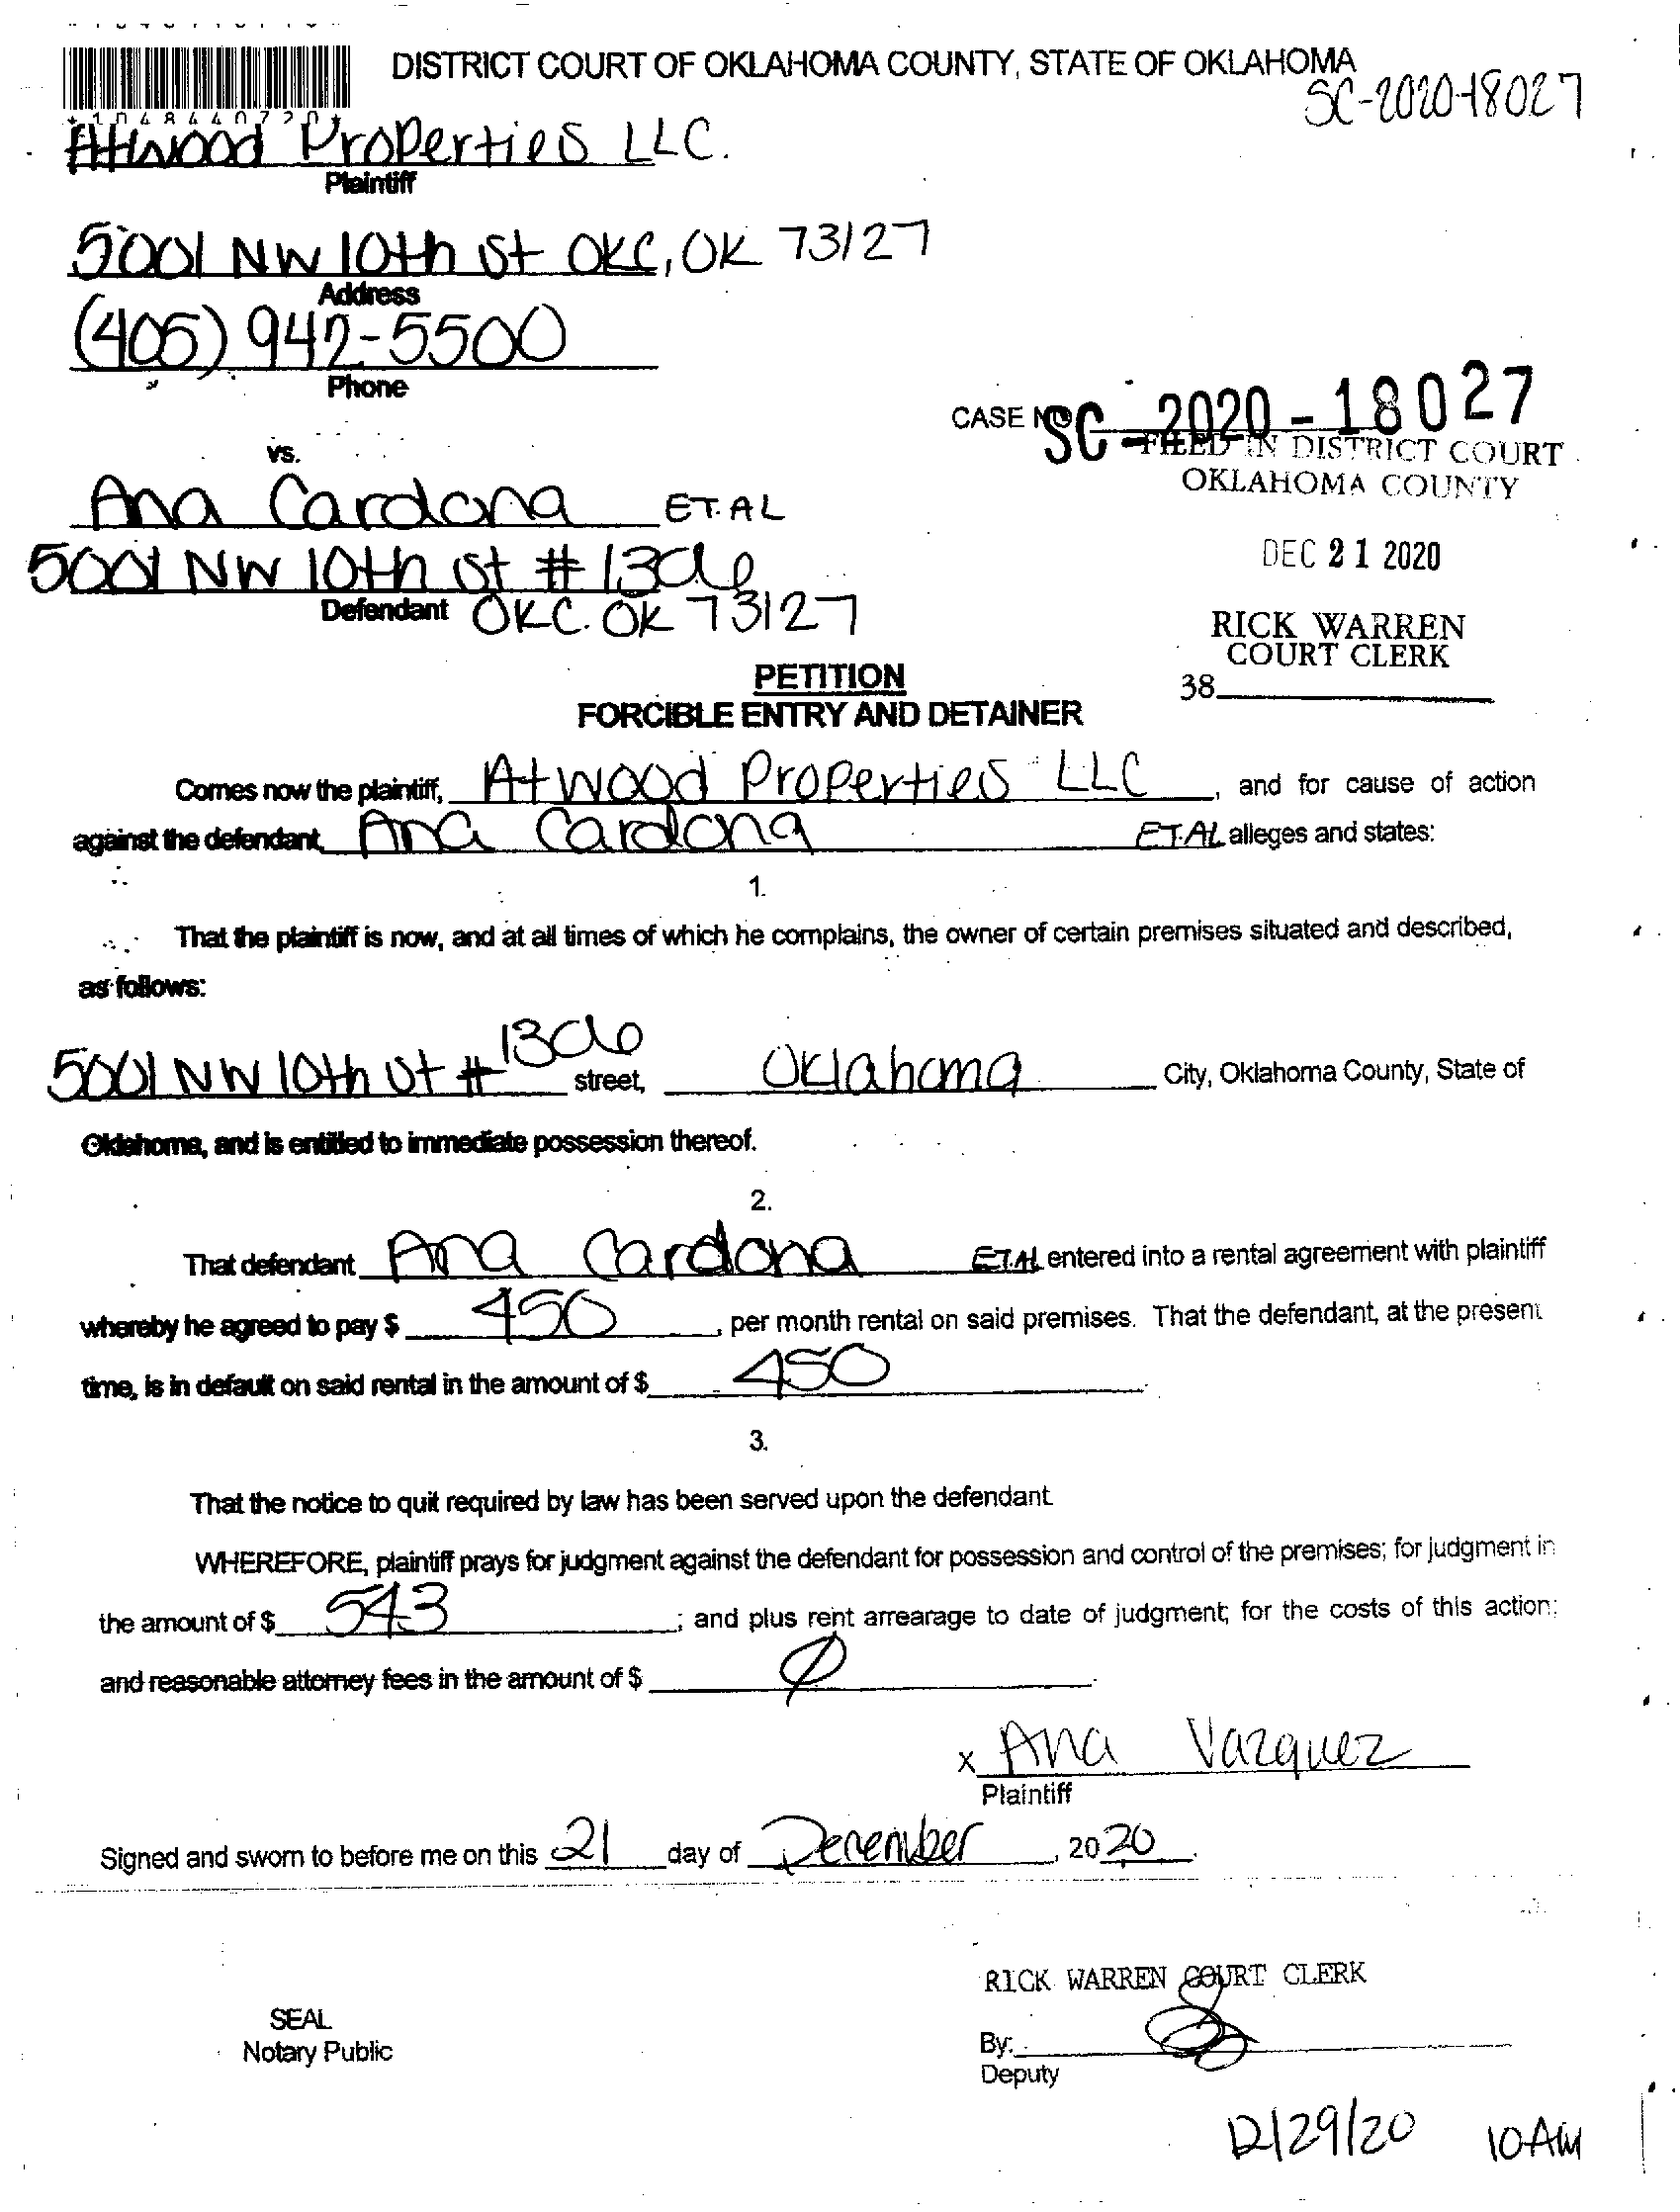 DISTRICT COURT OF OKLAHOMA COUNTY, STATE OF OKLAHOMA
SC-2020-18027
*1048440720*
Attwood Properties LLC.
Plaintiff
5001 NW 10th St OKC, OK 73127
Address
(405) 942-5500
Phone
CASE NO. SC-2020-18027
FILED IN DISTRICT COURT
OKLAHOMA COUNTY
vs.
Ana Cardona ET.AL
DEC 21 2020
5001 NW 10th St #
Defendant OKC. OK 73127
RICK WARREN
COURT CLERK
38
PETITION
FORCIBLE ENTRY AND DETAINER
Comes now the plaintiff, Atwood Properties LLC, and for cause of action
against the defendant, Ana Cardona ET.AL alleges and states:
1.
That the plaintiff is now, and at all times of which he complains, the owner of certain premises situated and described,
as follows:
5001 NW 10th St # street, Oklahoma City, Oklahoma County, State of
Oklahoma, and is entitled to immediate possession thereof.
2.
That defendant Ana Cardona ET.AL entered into a rental agreement with plaintiff
whereby he agreed to pay $ 450, per month rental on said premises. That the defendant, at the present
time, is in default on said rental in the amount of $ 450.
3.
That the notice to quit required by law has been served upon the defendant.
WHEREFORE, plaintiff prays for judgment against the defendant for possession and control of the premises; for judgment in
the amount of $ 543; and plus rent arrearage to date of judgment; for the costs of this action;
and reasonable attorney fees in the amount of $ Ø.
x Ana Vazquez
Plaintiff
Signed and sworn to before me on this 21 day of December, 2020.
RICK WARREN COURT CLERK
SEAL
Notary Public
By:
Deputy
12/29/20 10AM